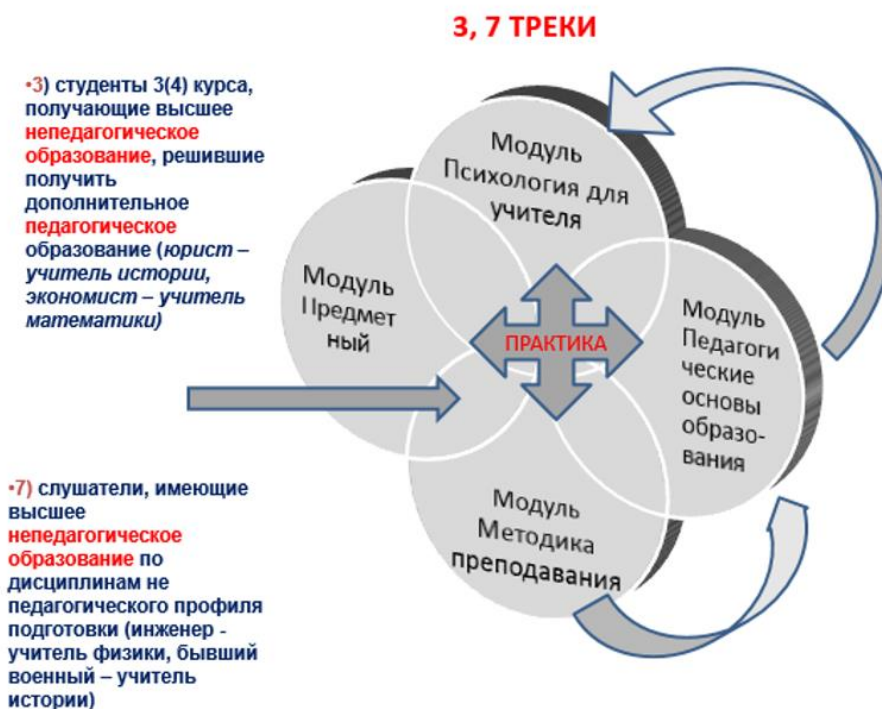 3, 7 ТРЕКИ
•3) студенты 3(4) курса,
получающие высшее
непедагогическое
образование, решившие
получить
дополнительное
педагогическое
образование (юрист –
учитель истории,
экономист – учитель
математики)
•7) слушатели, имеющие
высшее
непедагогическое
образование по
дисциплинам не
педагогического профиля
подготовки (инженер -
учитель физики, бывший
военный – учитель
истории)
Модуль
Психология для
учителя
Модуль
Предмет
ный
ПРАКТИКА
Модуль
Педагоги
ческие
основы
образо-
вания
Модуль
Методика
преподавания